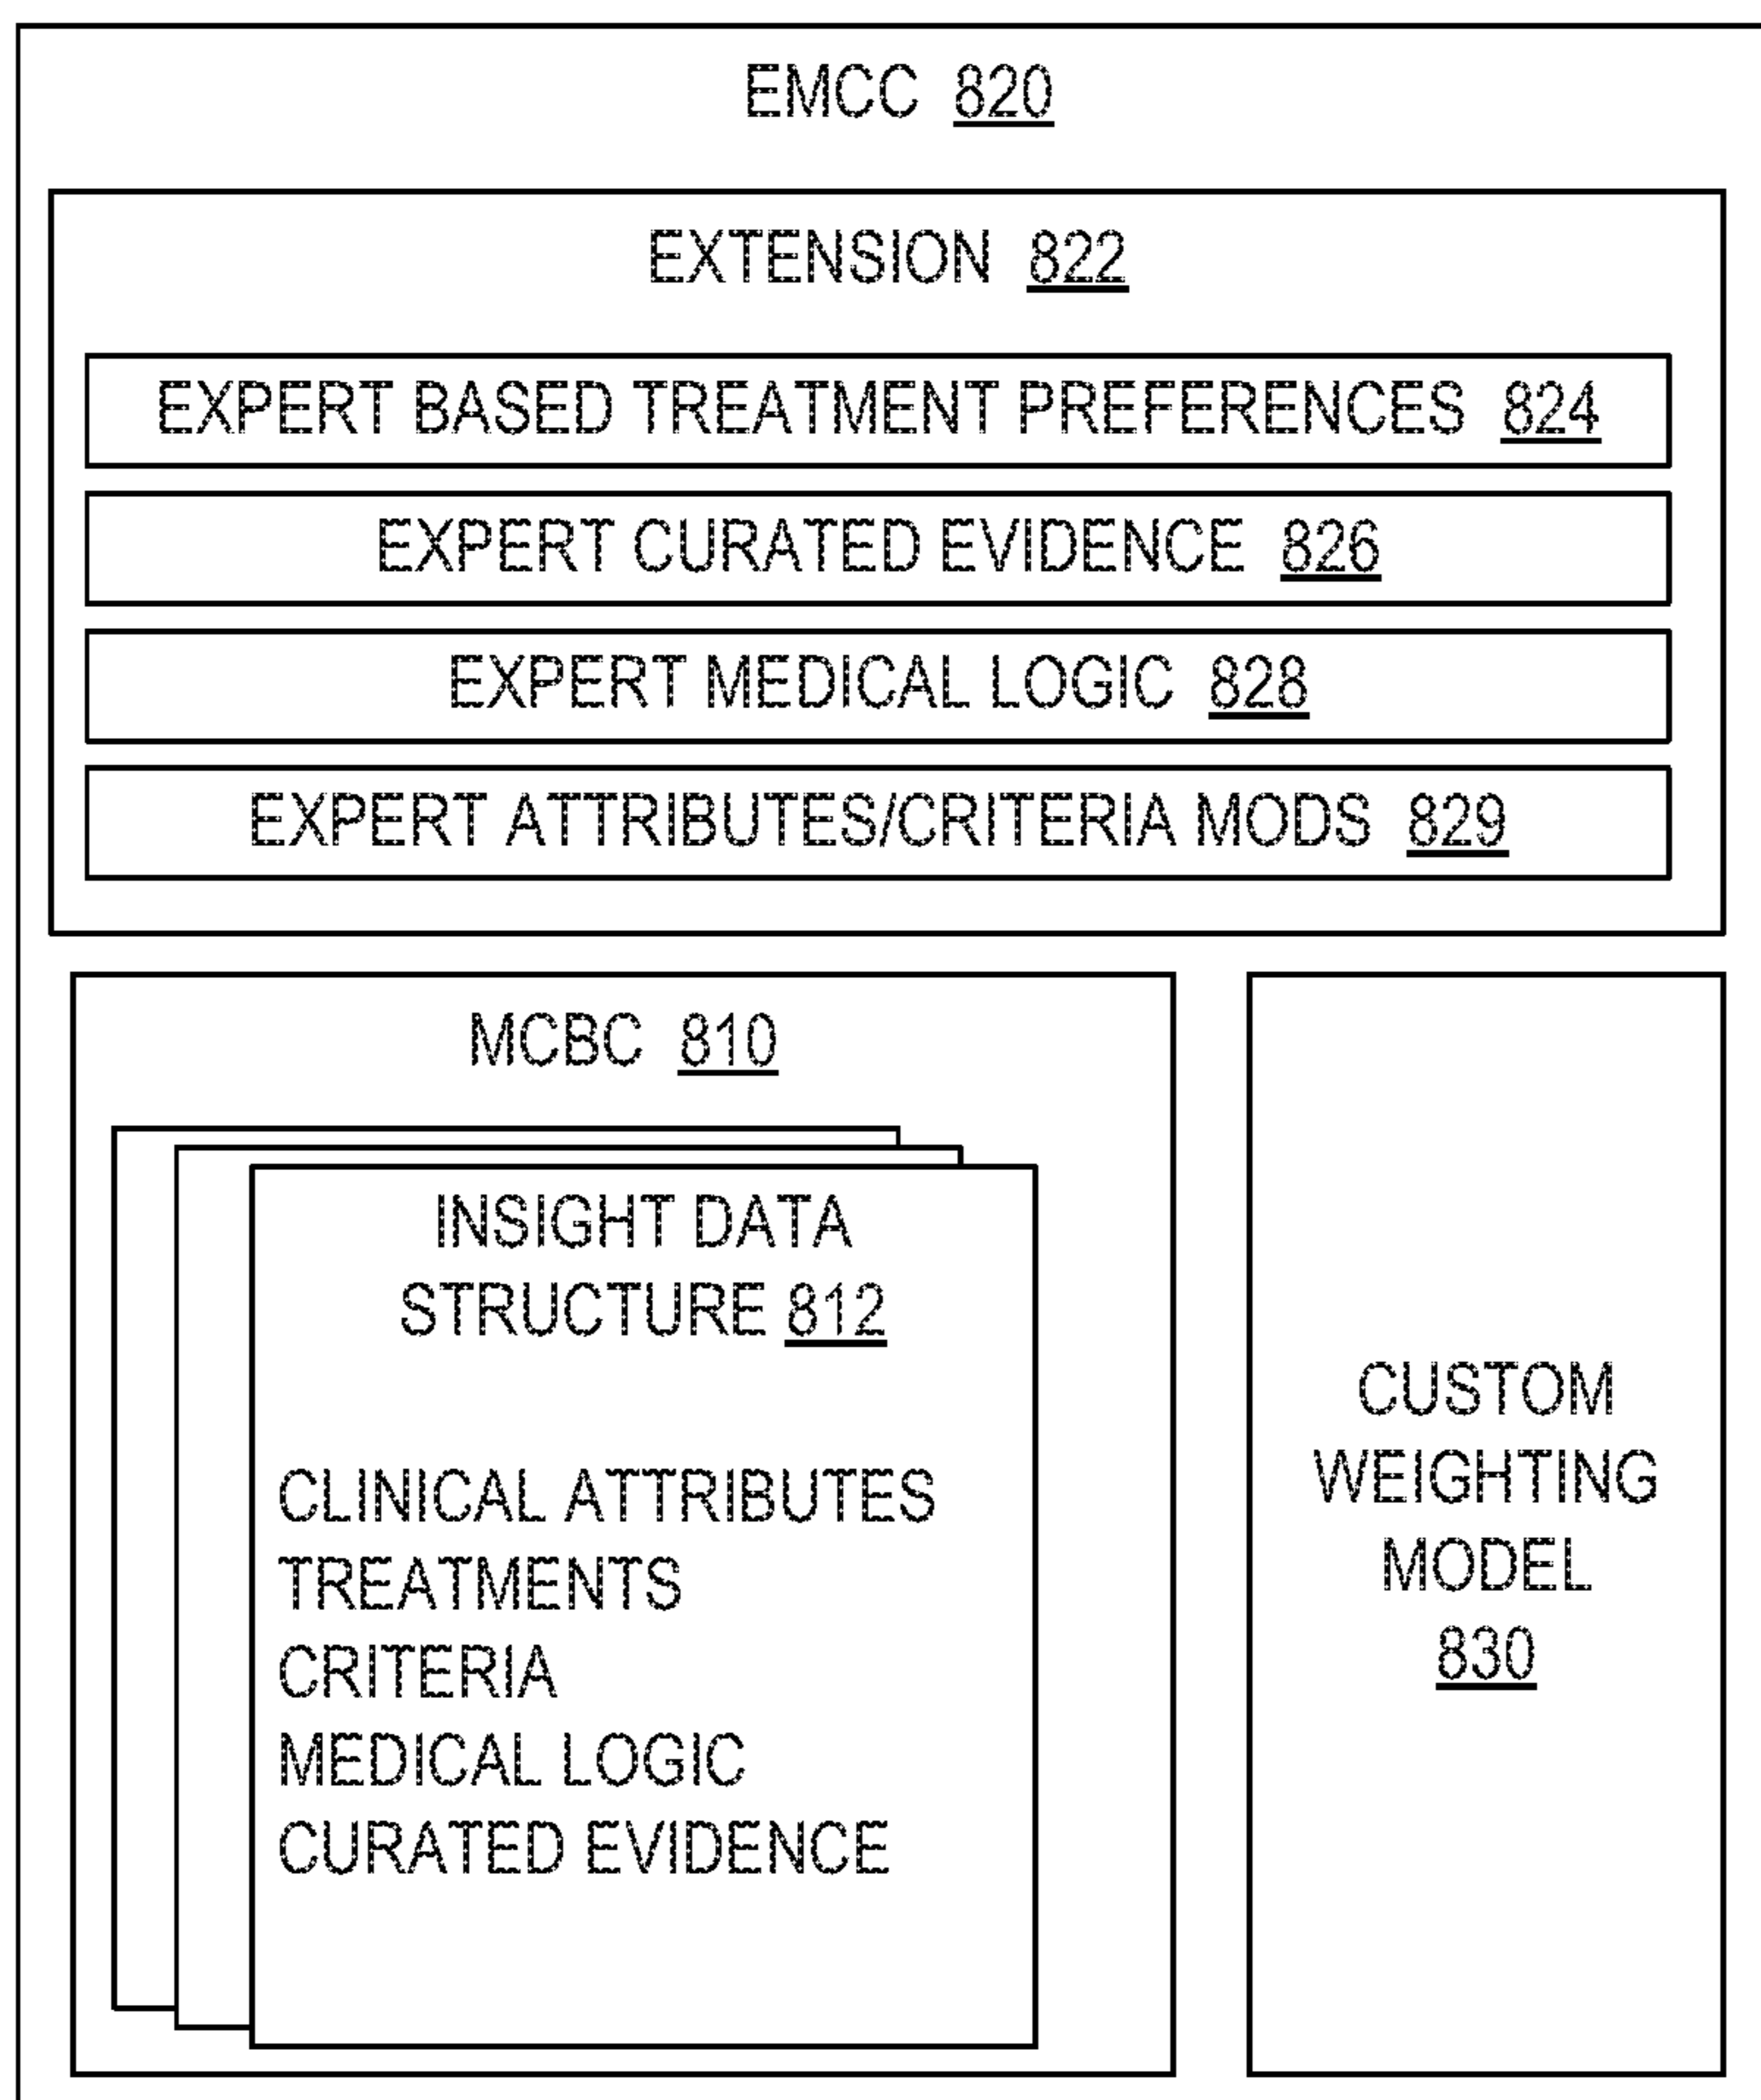 EMCC 820
EXTENSION 822
EXPERT BASED TREATMENT PREFERENCES 824
EXPERT CURATED EVIDENCE 826
EXPERT MEDICAL LOGIC 828
EXPERT ATTRIBUTES/CRITERIA MODS 829
MCBC 810
INSIGHT DATA
STRUCTURE 812
CLINICAL ATTRIBUTES
TREATMENTS
CRITERIA
MEDICAL LOGIC
CURATED EVIDENCE
CUSTOM
WEIGHTING
MODEL
830